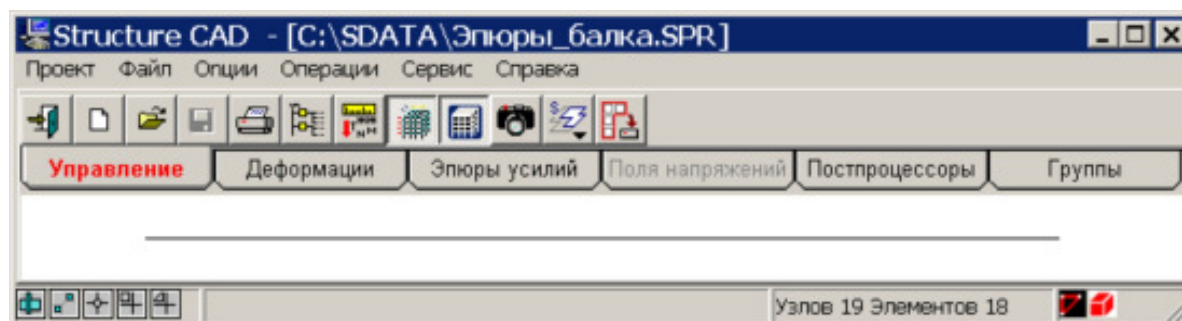 Structure CAD - [C:\SDATA\Эпюры_балка.SPR]
Проект Файл Опции Операции Сервис Справка
Управление Деформации Эпюры усилий Поля напряжений Постпроцессоры Группы
Узлов 19 Элементов 18